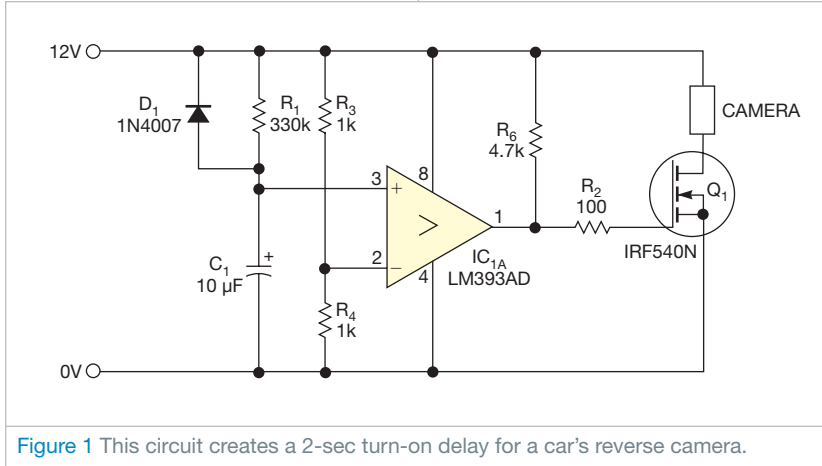 12V
D1
1N4007
R1
330k
R3
1k
R6
4.7k
CAMERA
3
+
8
>
1
R2
100
Q1
IRF540N
2
–
4
IC1A
LM393AD
C1
10 µF
+
R4
1k
0V
Figure 1 This circuit creates a 2-sec turn-on delay for a car’s reverse camera.